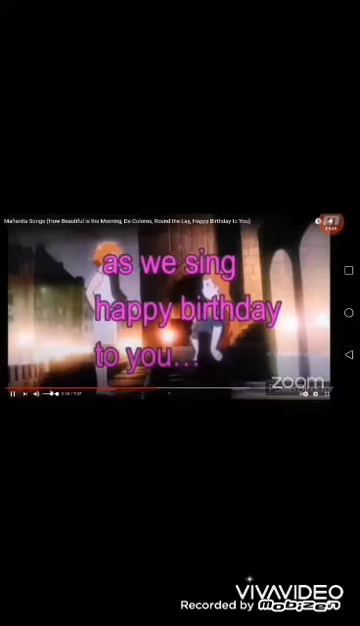 Mañanita Songs (How Beautiful is the Morning, De Colores, Round the Lay, Happy Birthday to You)
as we sing
happy birthday
to you...
zoom
VIVAVIDEO
Recorded by mobizen